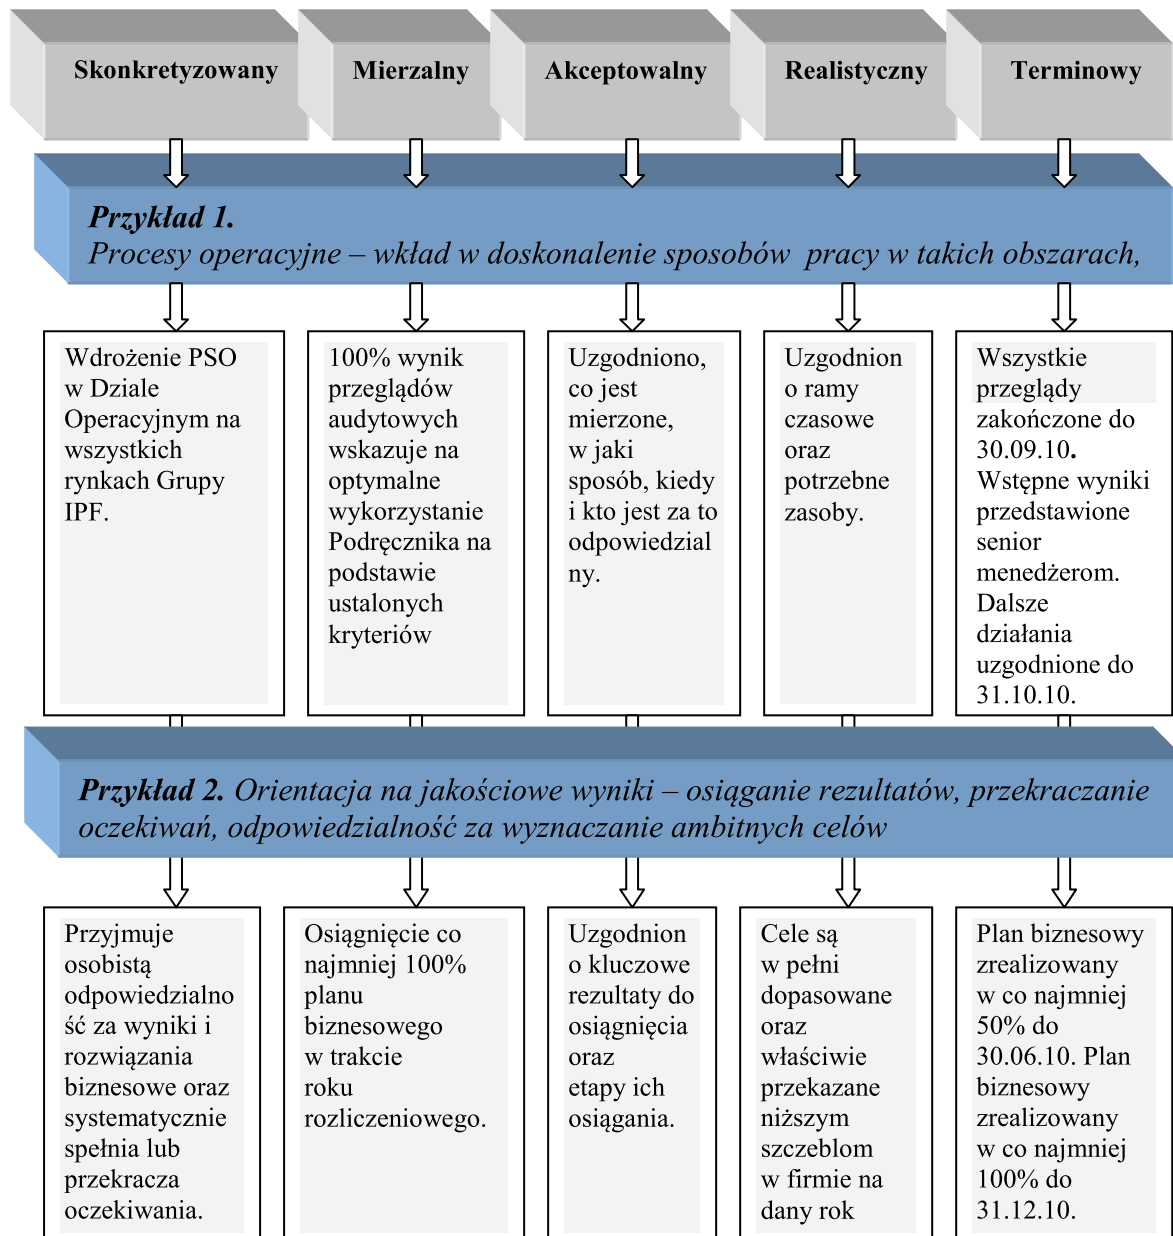 Skonkretyzowany
Mierzalny
Akceptowalny
Realistyczny
Terminowy
Przykład 1.
Procesy operacyjne – wkład w doskonalenie sposobów pracy w takich obszarach,
Wdrożenie PSO
w Dziale
Operacyjnym na
wszystkich
rynkach Grupy
IPF.
100% wynik
przeglądów
audytowych
wskazuje na
optymalne
wykorzystanie
Podręcznika na
podstawie
ustalonych
kryteriów
Uzgodniono,
co jest
mierzone,
w jaki
sposób, kiedy
i kto jest za to
odpowiedzial
ny.
Uzgodnion
o ramy
czasowe
oraz
potrzebne
zasoby.
Wszystkie
przeglądy
zakończone do
30.09.10.
Wstępne wyniki
przedstawione
senior
menedżerom.
Dalsze
działania
uzgodnione do
31.10.10.
Przykład 2. Orientacja na jakościowe wyniki – osiąganie rezultatów, przekraczanie
oczekiwań, odpowiedzialność za wyznaczanie ambitnych celów
Przyjmuje
osobistą
odpowiedzialno
ść za wyniki i
rozwiązania
biznesowe oraz
systematycznie
spełnia lub
przekracza
oczekiwania.
Osiągnięcie co
najmniej 100%
planu
biznesowego
w trakcie
roku
rozliczeniowego.
Uzgodnion
o kluczowe
rezultaty do
osiągnięcia
oraz
etapy ich
osiągania.
Cele są
w pełni
dopasowane
oraz
właściwie
przekazane
niższym
szczeblom
w firmie na
dany rok
Plan biznesowy
zrealizowany
w co najmniej
50% do
30.06.10. Plan
biznesowy
zrealizowany
w co najmniej
100% do
31.12.10.